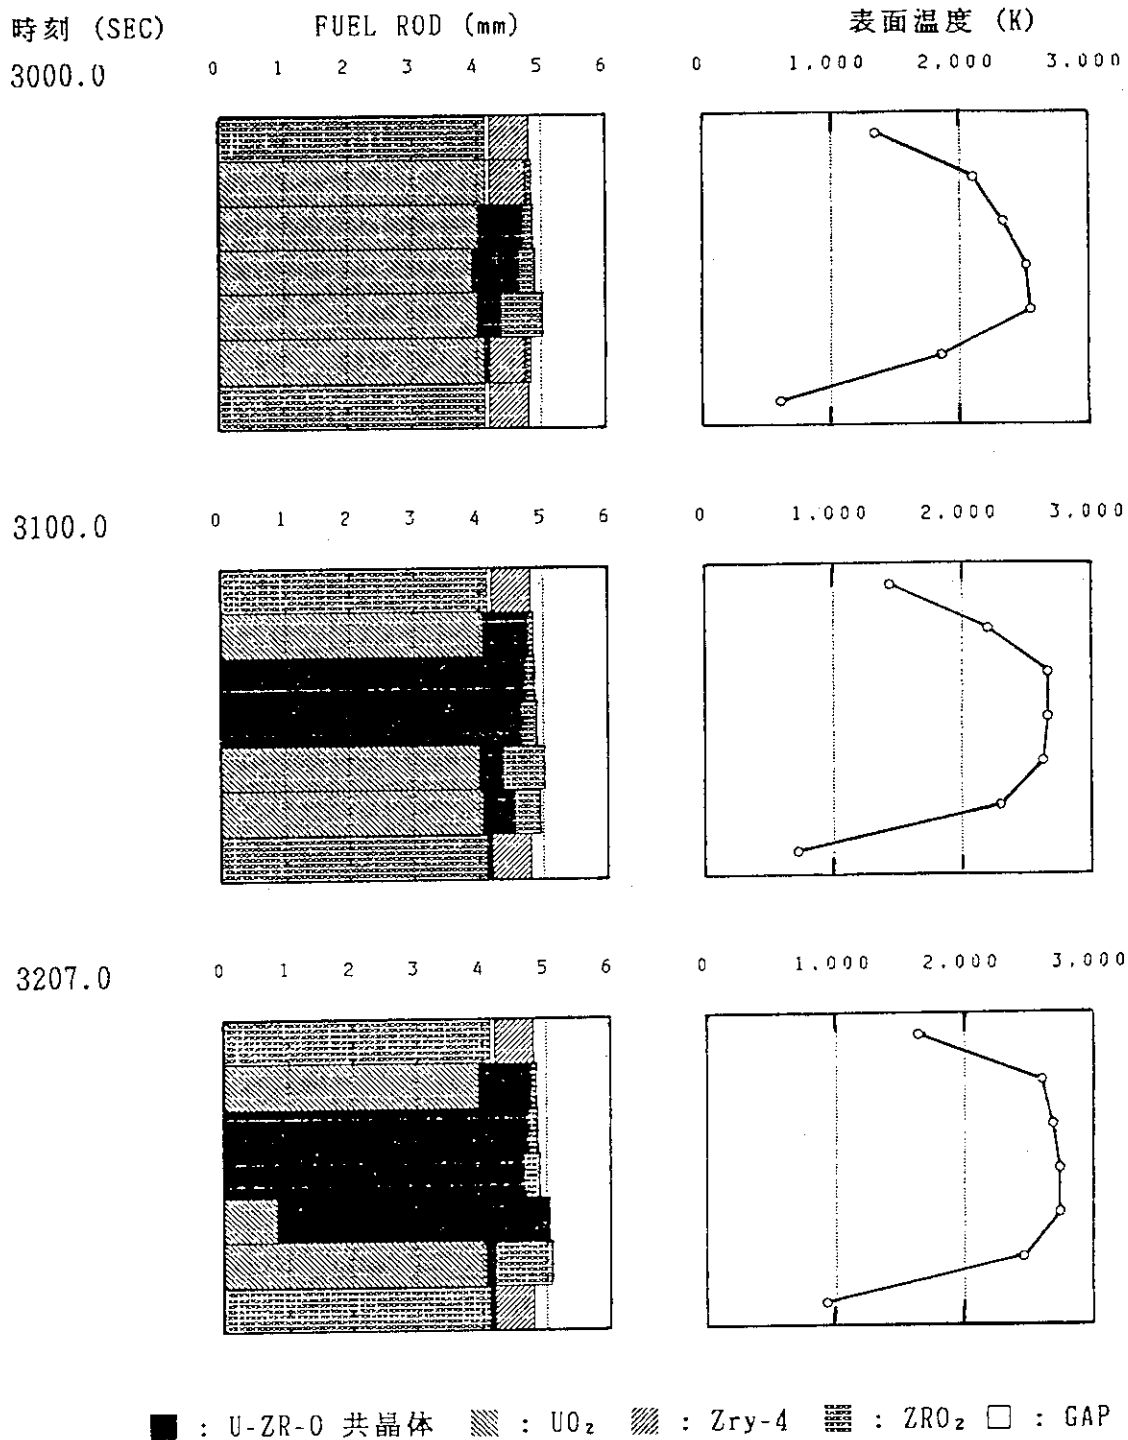 時刻 (SEC) FUEL ROD (mm) 表面温度 (K)
3000.0 0 1 2 3 4 5 6 0 1,000 2,000 3,000
3100.0 0 1 2 3 4 5 6 0 1,000 2,000 3,000
3207.0 0 1 2 3 4 5 6 0 1,000 2,000 3,000
■ : U-ZR-O 共晶体 : UO₂ : Zry-4 : ZRO₂ □ : GAP